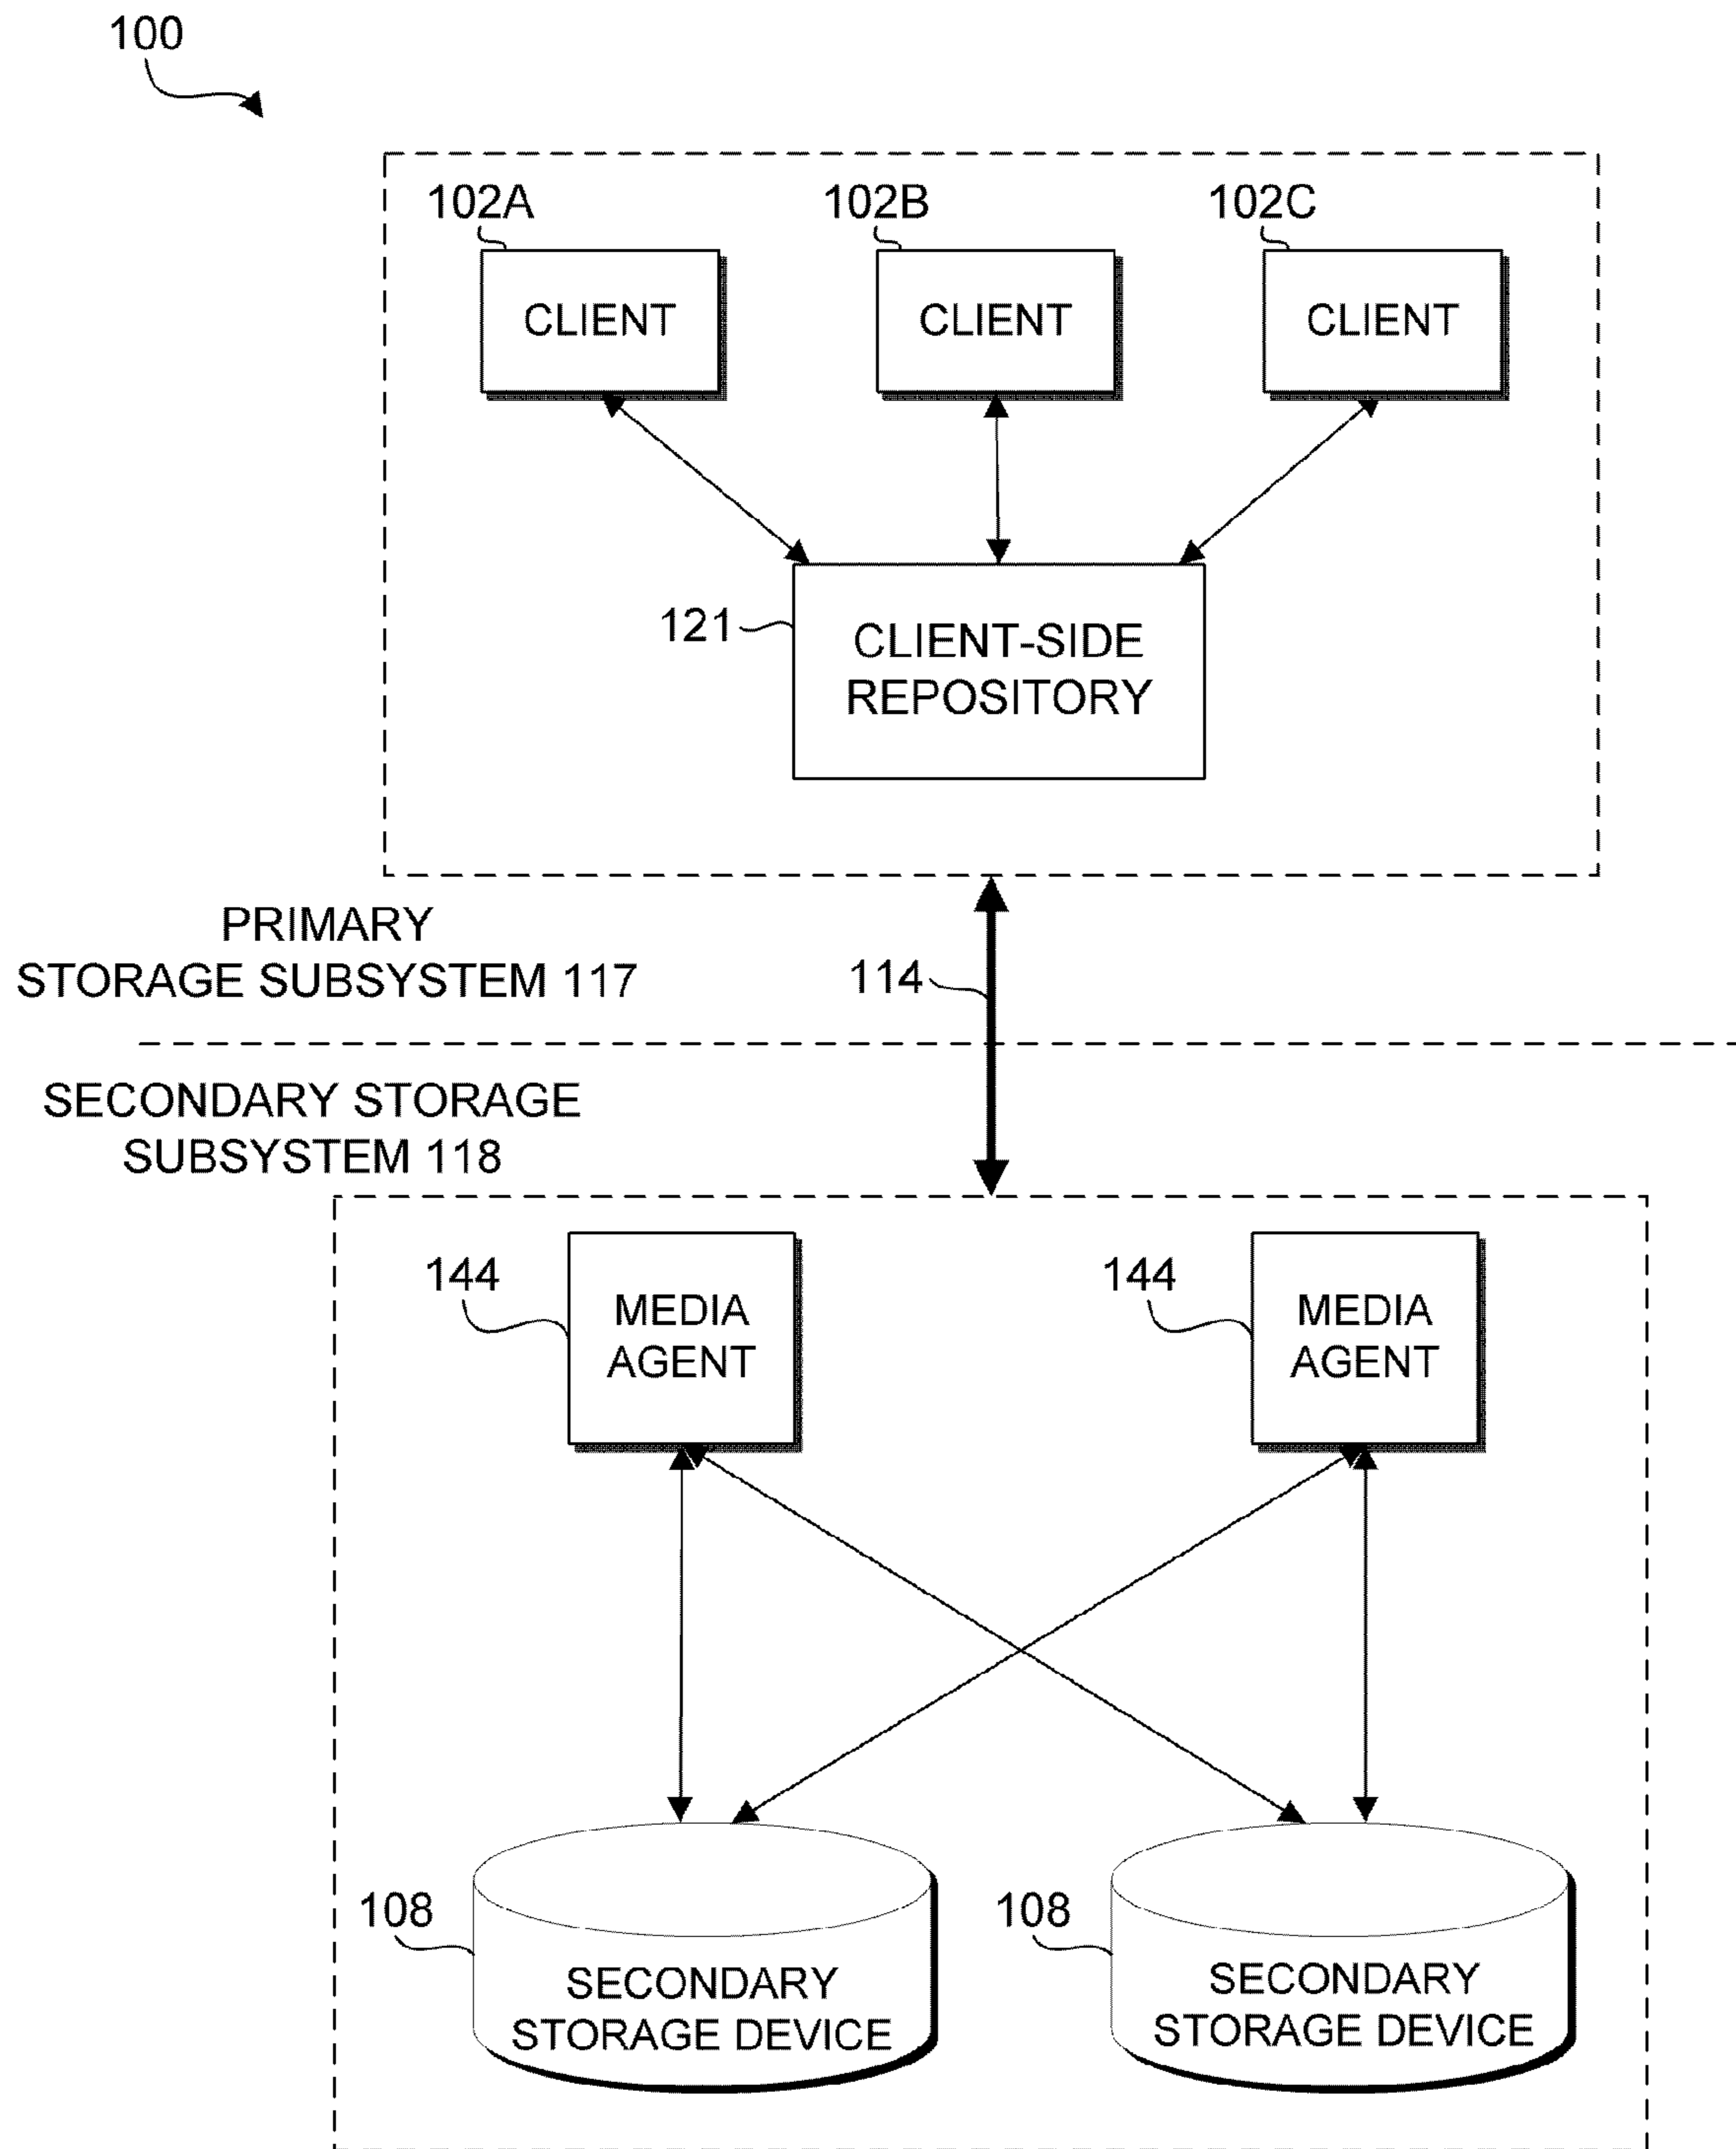 100
102A
102B
102C
CLIENT
CLIENT
CLIENT
121
CLIENT-SIDE
REPOSITORY
PRIMARY
STORAGE SUBSYSTEM 117
114
SECONDARY STORAGE
SUBSYSTEM 118
144
MEDIA
AGENT
144
MEDIA
AGENT
108
SECONDARY
STORAGE DEVICE
108
SECONDARY
STORAGE DEVICE